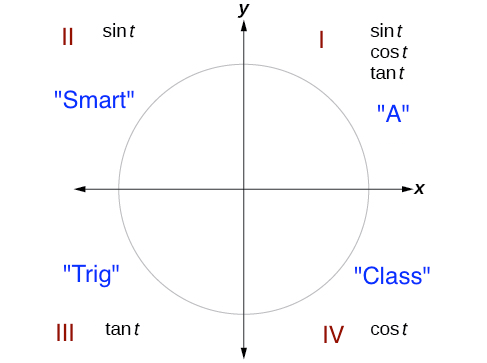 y
II sin t
I sin t
cos t
tan t
"Smart"
"A"
x
"Trig"
"Class"
III tan t
IV cos t